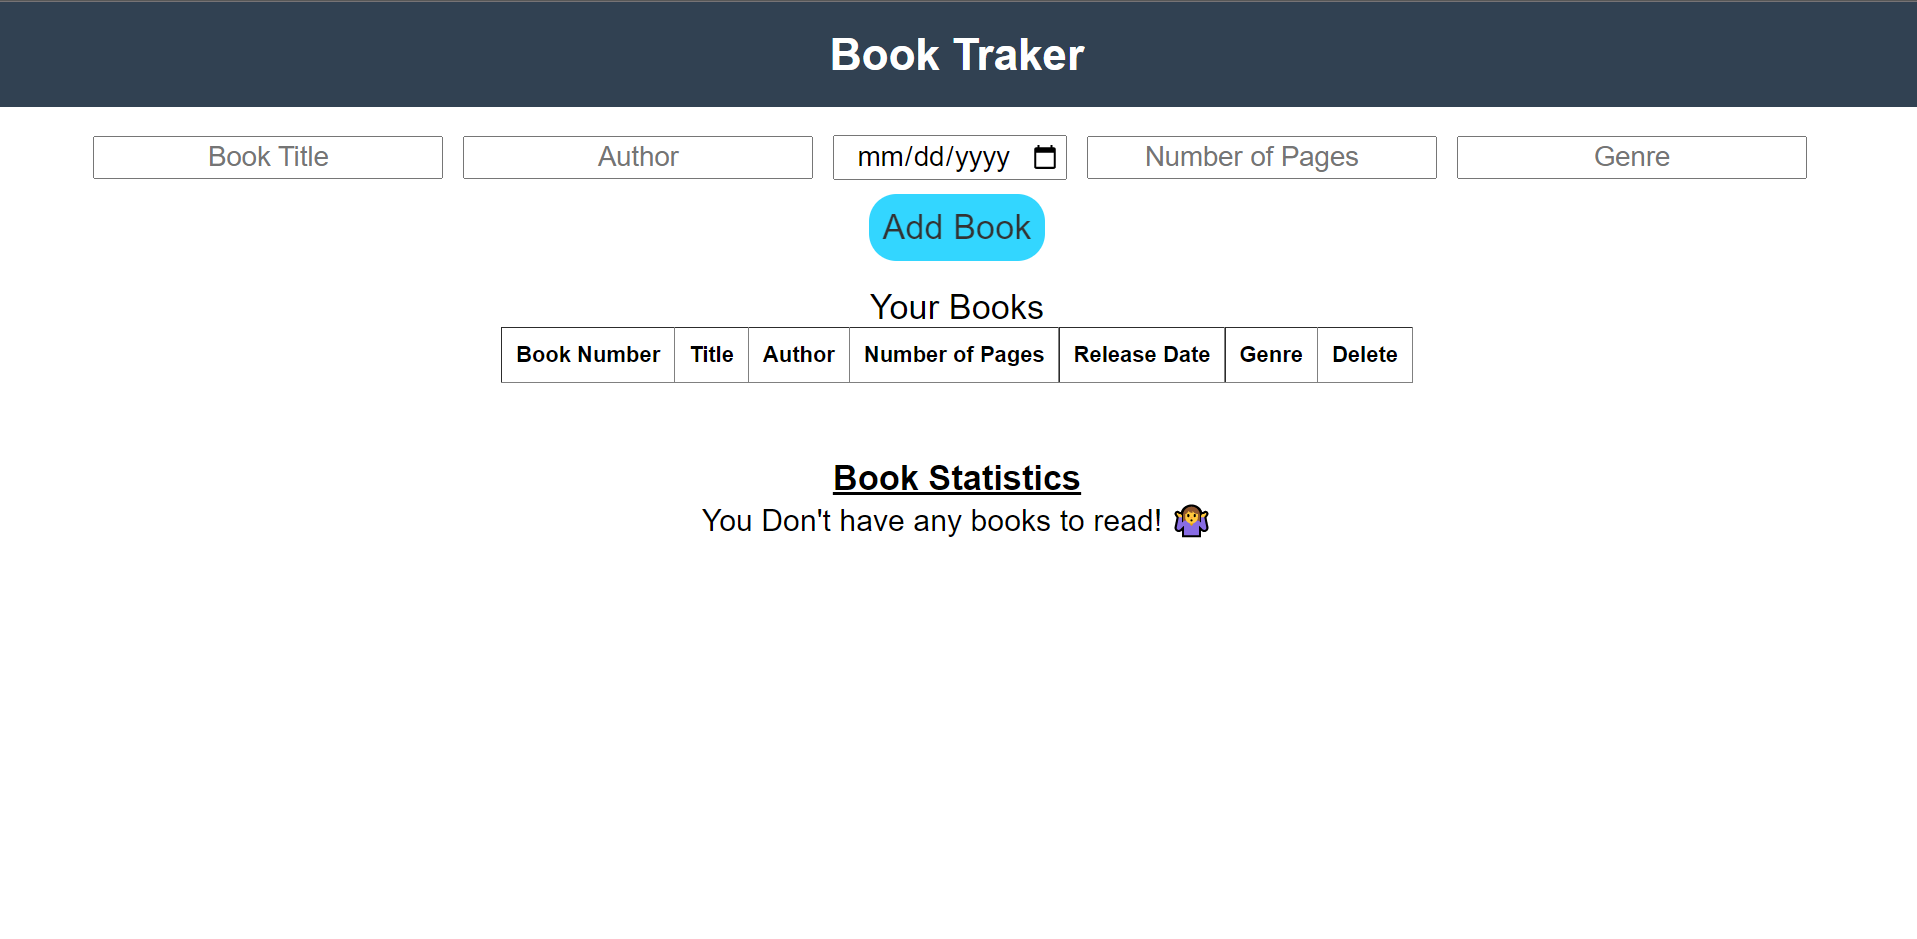 Book Traker
Book Title Author mm/dd/yyyy Number of Pages Genre
Add Book
Your Books
Book Number Title Author Number of Pages Release Date Genre Delete
Book Statistics
You Don't have any books to read! 🤷‍♀️